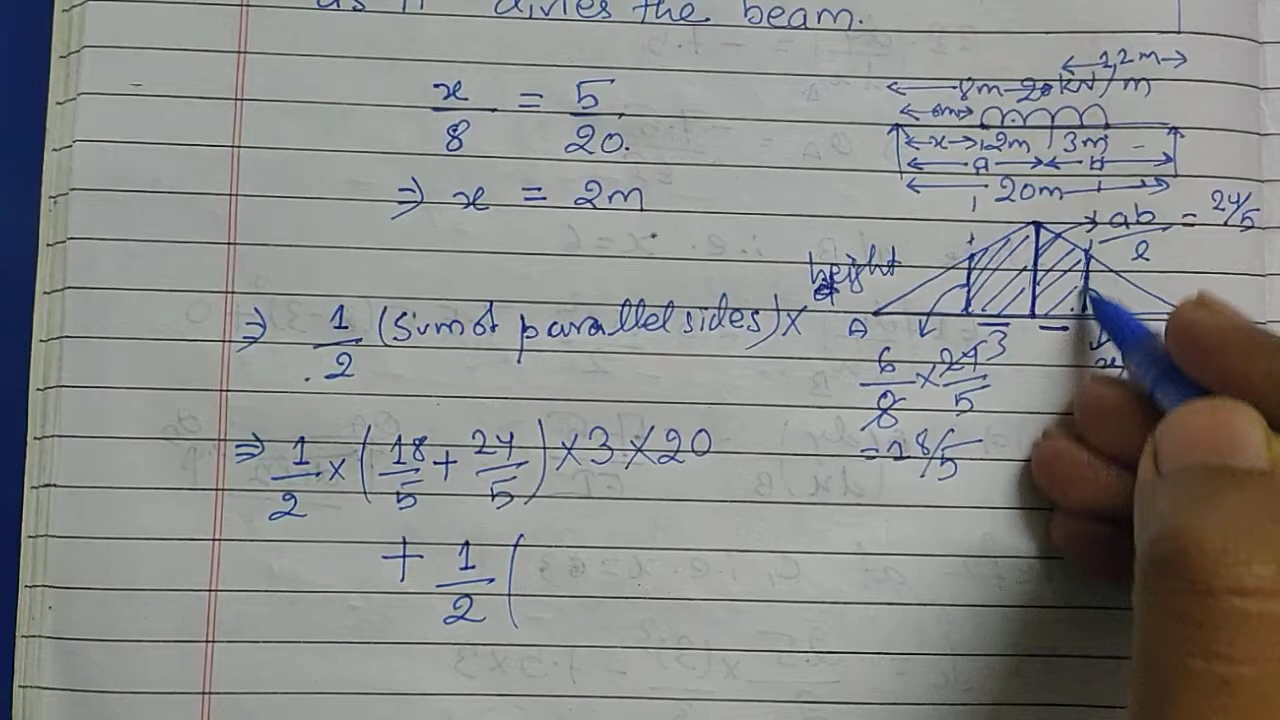 as it divies the beam.
x/8 = 5/20.
⇒ x = 2m
12m
8m 20kN/m
6m
x 2m 3m
a b
20m
ab/l = 24/5
height
⇒ 1/2 (Sum of parallel sides) ×
A
3
6/8 × 24/5
= 18/5
⇒ 1/2 × (18/5 + 24/5) × 3 × 20
+ 1/2 (